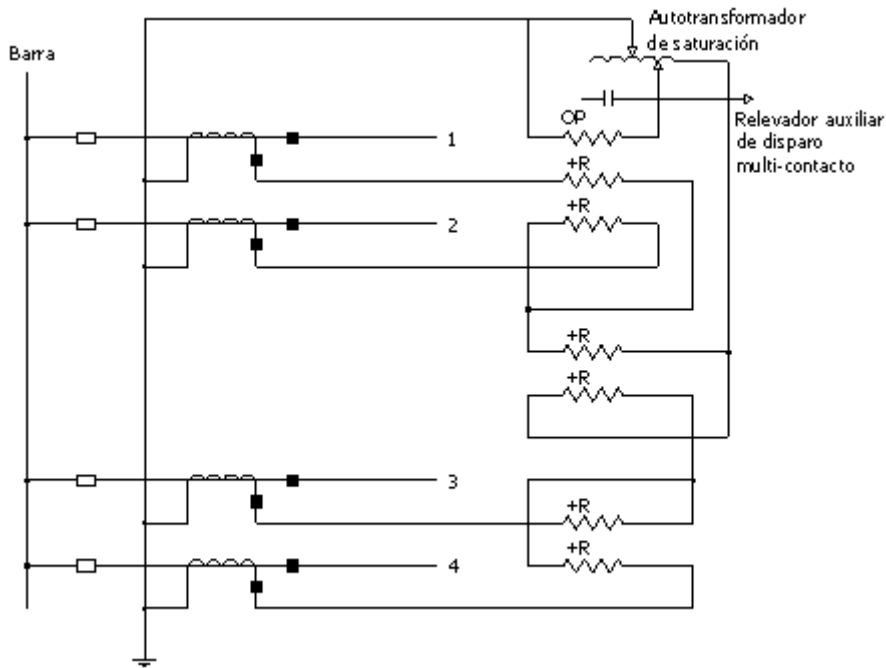 Autotransformador
de saturación
Barra
OP
Relevador auxiliar
de disparo
multi-contacto
1
+R
+R
2
+R
+R
3
+R
+R
4